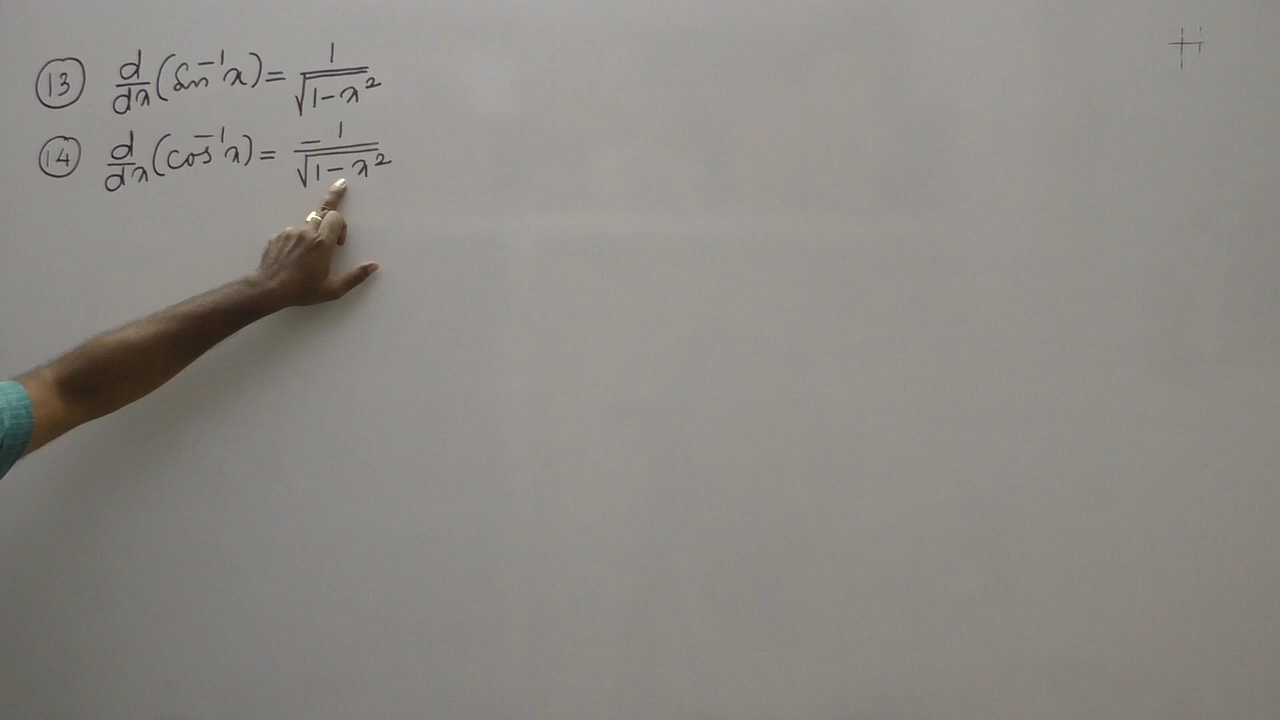 13 d/dx (sin⁻¹x) = 1/√1-x²
14 d/dx (cos⁻¹x) = -1/√1-x²